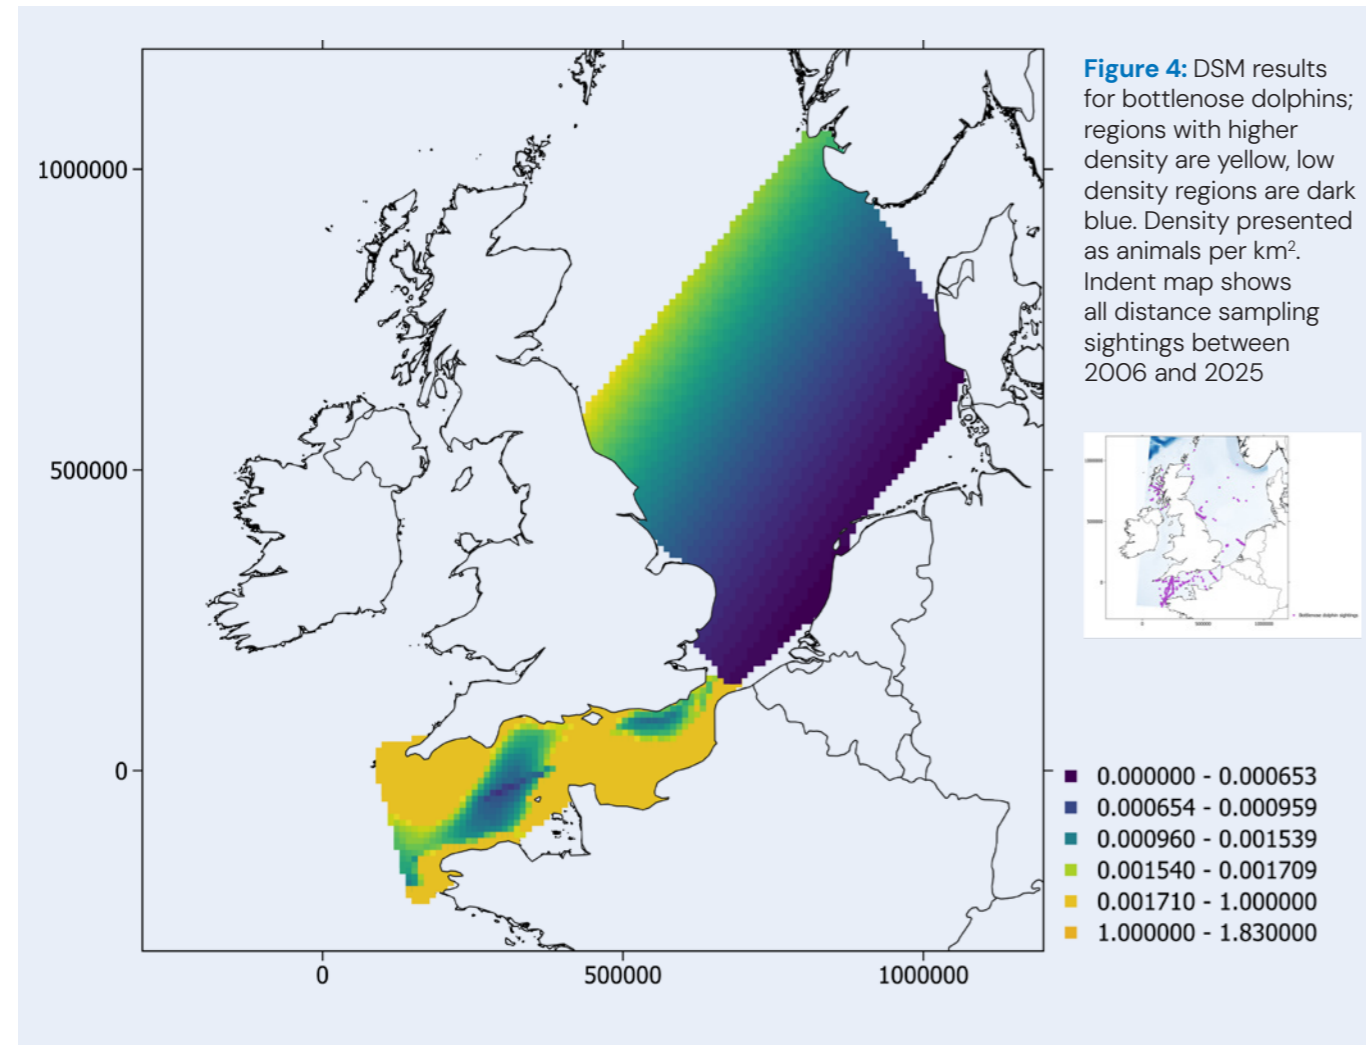 Figure 4: DSM results
for bottlenose dolphins;
regions with higher
density are yellow, low
density regions are dark
blue. Density presented
as animals per km².
Indent map shows
all distance sampling
sightings between
2006 and 2025
1000000
500000
0
0
500000
1000000
0.000000 - 0.000653
0.000654 - 0.000959
0.000960 - 0.001539
0.001540 - 0.001709
0.001710 - 1.000000
1.000000 - 1.830000
Bottlenose dolphin sightings